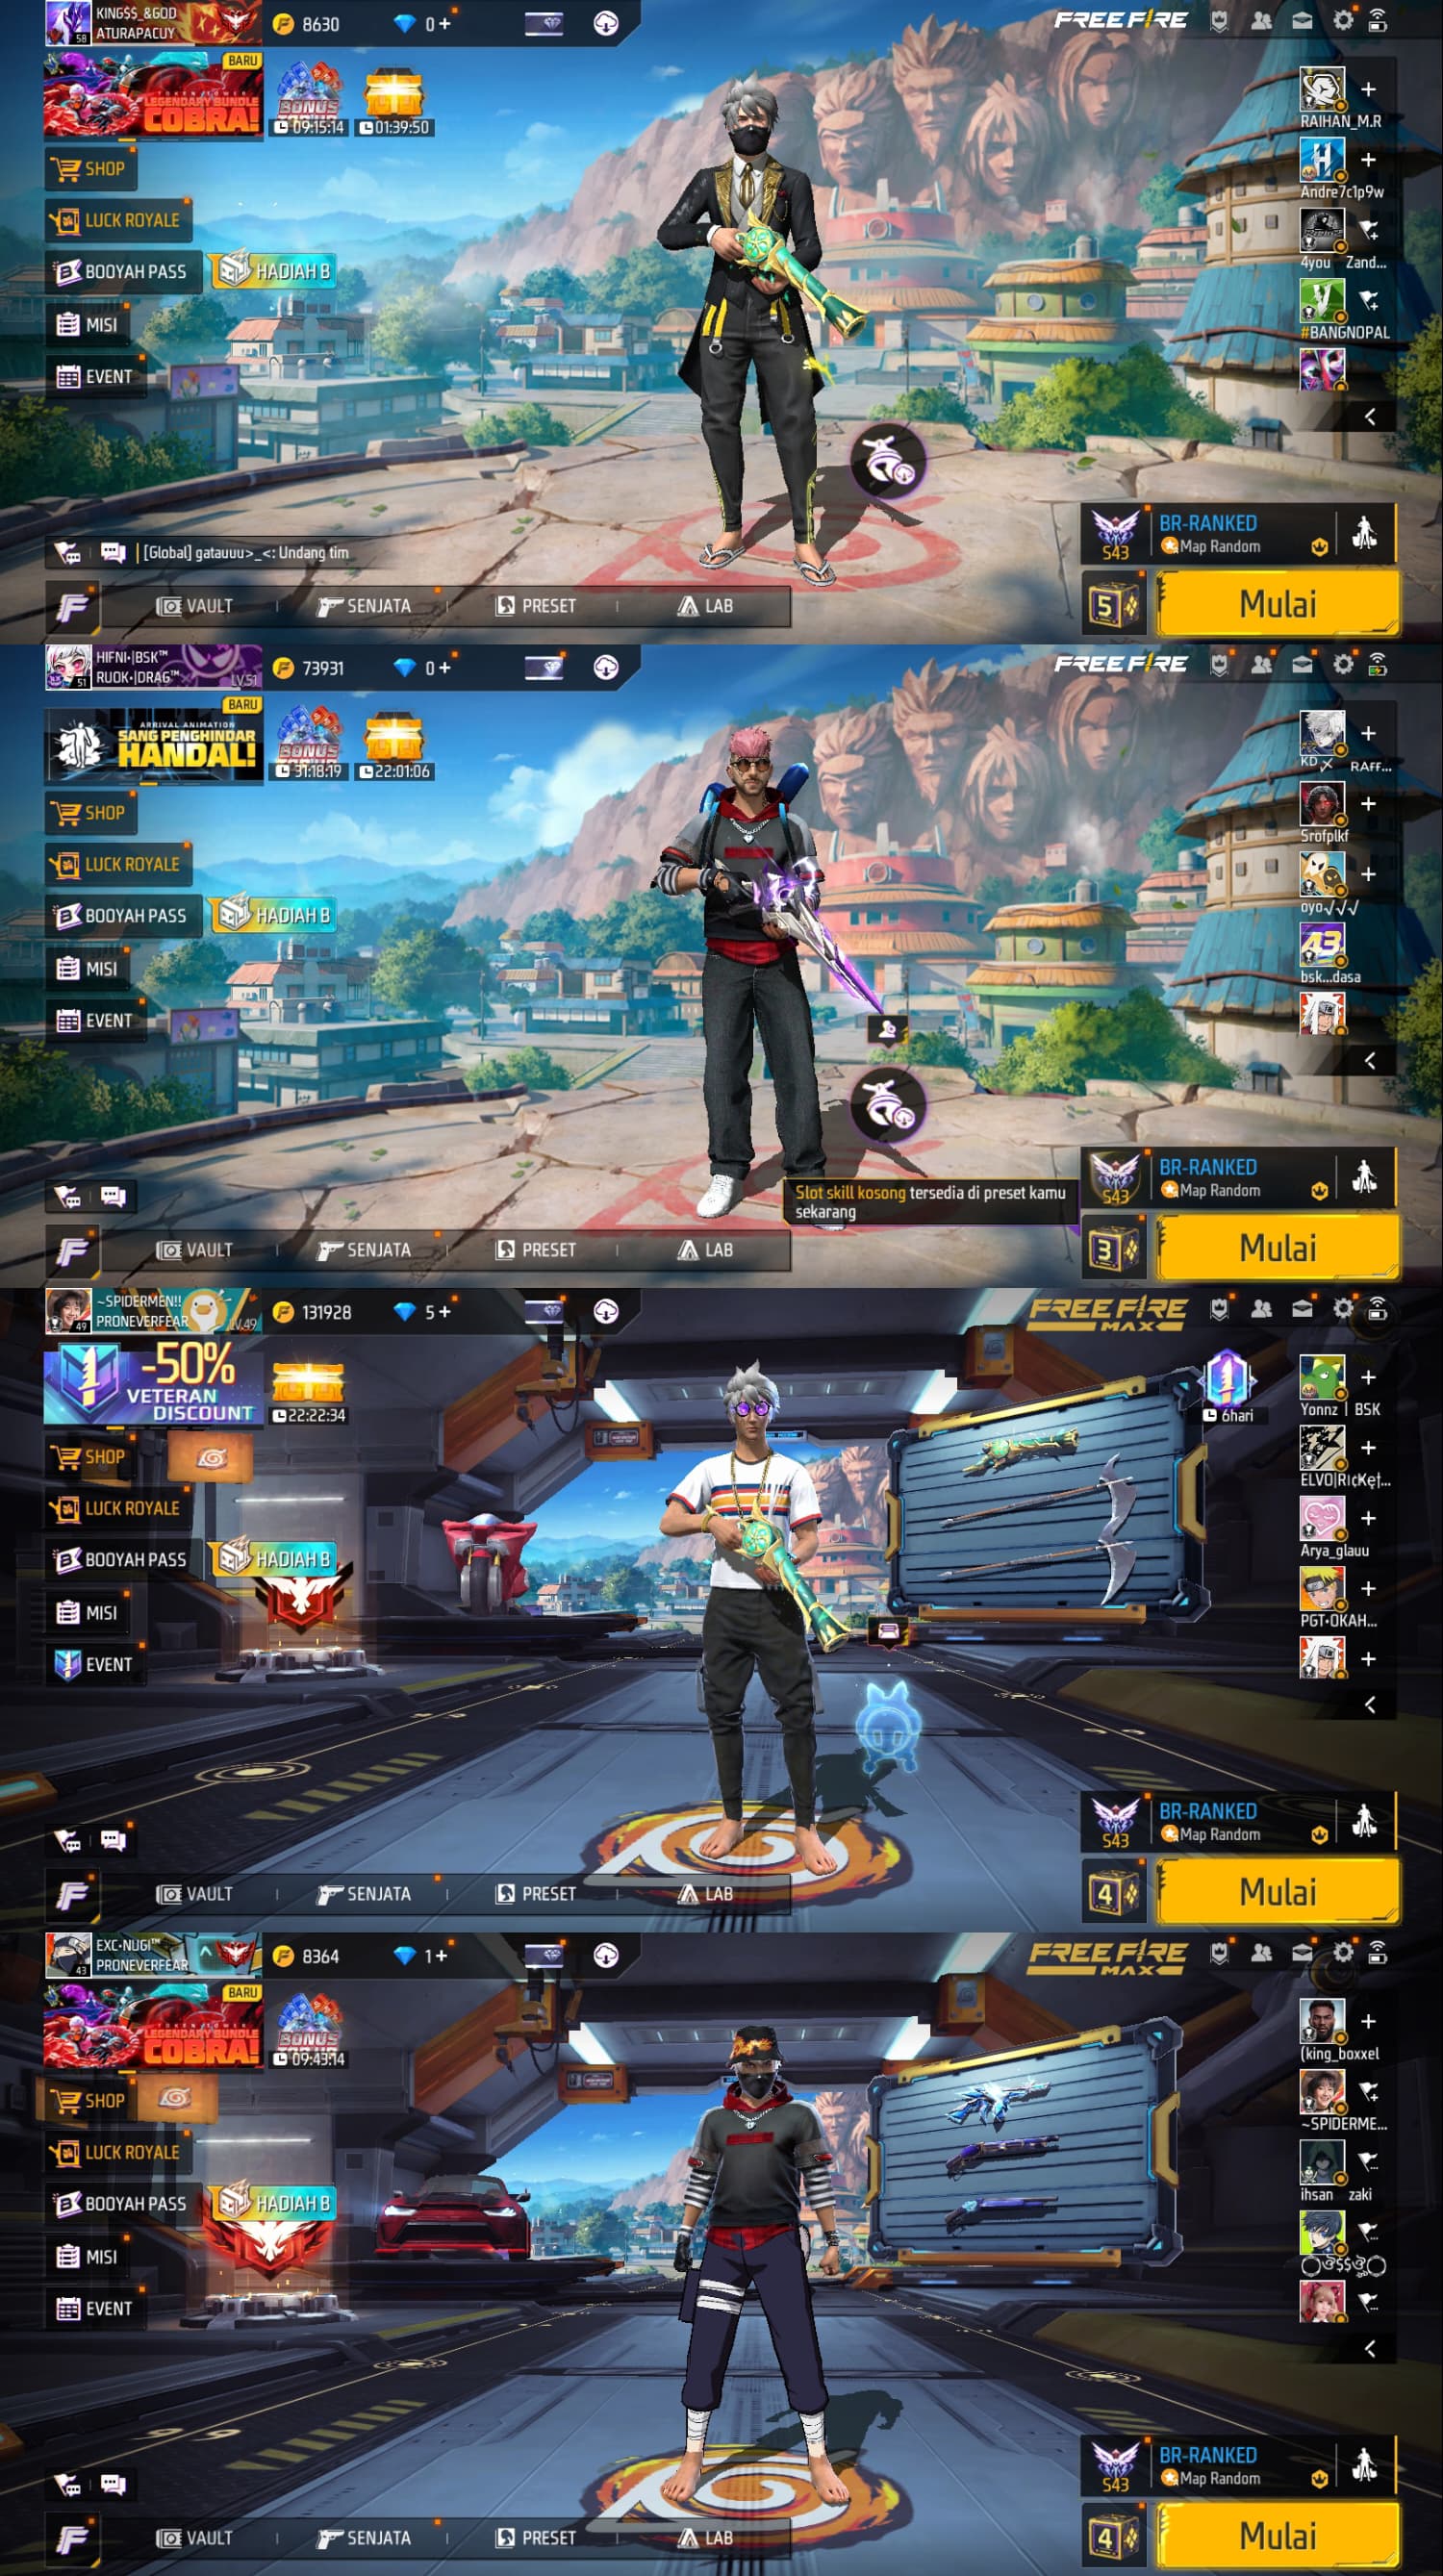 KING$$_&GOD
ATURAPACUY
58
8630
0+
FREE FIRE
BARU
TOKEN TOWER
LEGENDARY BUNDLE
COBRA!
BONUS
09:15:14
01:39:50
SHOP
LUCK ROYALE
BOOYAH PASS
HADIAH B
MISI
EVENT
RAIHAN_M.R
Andre7c1p9w
4you Zand...
#BANGNOPAL
[Global] gatauuu>_<: Undang tim
VAULT
SENJATA
PRESET
LAB
S43
BR-RANKED
Map Random
5
Mulai
HIFNI•|BSK™
RUOK•|DRAG™
51
LV.51
73931
0+
FREE FIRE
BARU
ARRIVAL ANIMATION
SANG PENGHINDAR
HANDAL!
BONUS
31:18:19
22:01:06
SHOP
LUCK ROYALE
BOOYAH PASS
HADIAH B
MISI
EVENT
KD✗ RAFF...
Srofplkf
oyo√√√
bsk...dasa
Slot skill kosong tersedia di preset kamu
sekarang
VAULT
SENJATA
PRESET
LAB
S43
BR-RANKED
Map Random
3
Mulai
~SPIDERMEN!!
PRONEVERFEAR
49
LV.49
131928
5+
FREE FIRE
MAX
-50%
VETERAN
DISCOUNT
22:22:34
6hari
SHOP
LUCK ROYALE
BOOYAH PASS
HADIAH B
MISI
EVENT
Yonnz | BSK
Arya_glauu
PGT•OKAH...
VAULT
SENJATA
PRESET
LAB
S43
BR-RANKED
Map Random
4
Mulai
EXC•NUGI™
PRONEVERFEAR
43
8364
1+
FREE FIRE
MAX
BARU
TOKEN TOWER
LEGENDARY BUNDLE
COBRA!
BONUS
09:43:14
SHOP
LUCK ROYALE
BOOYAH PASS
HADIAH B
MISI
EVENT
(king_boxxel
~SPIDERME...
ihsan zaki
VAULT
SENJATA
PRESET
LAB
S43
BR-RANKED
Map Random
4
Mulai